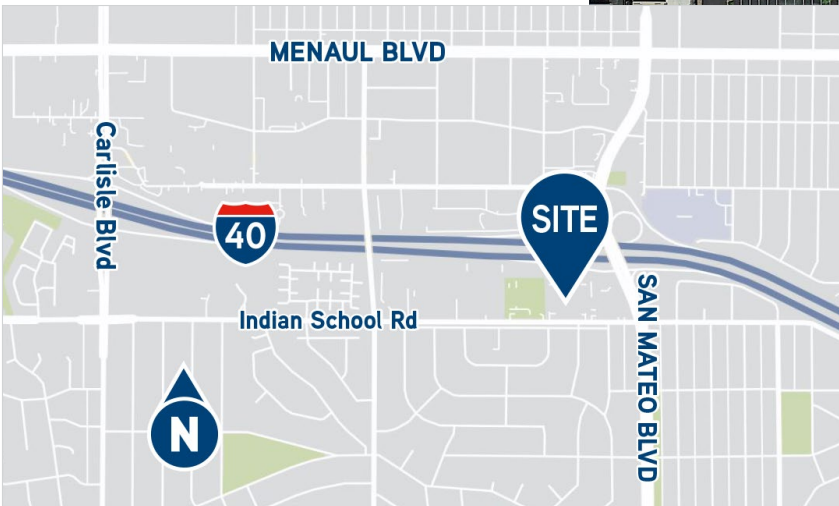 MENAUL BLVD
Carlisle Blvd
SITE
40
SAN MATEO BLVD
Indian School Rd
N